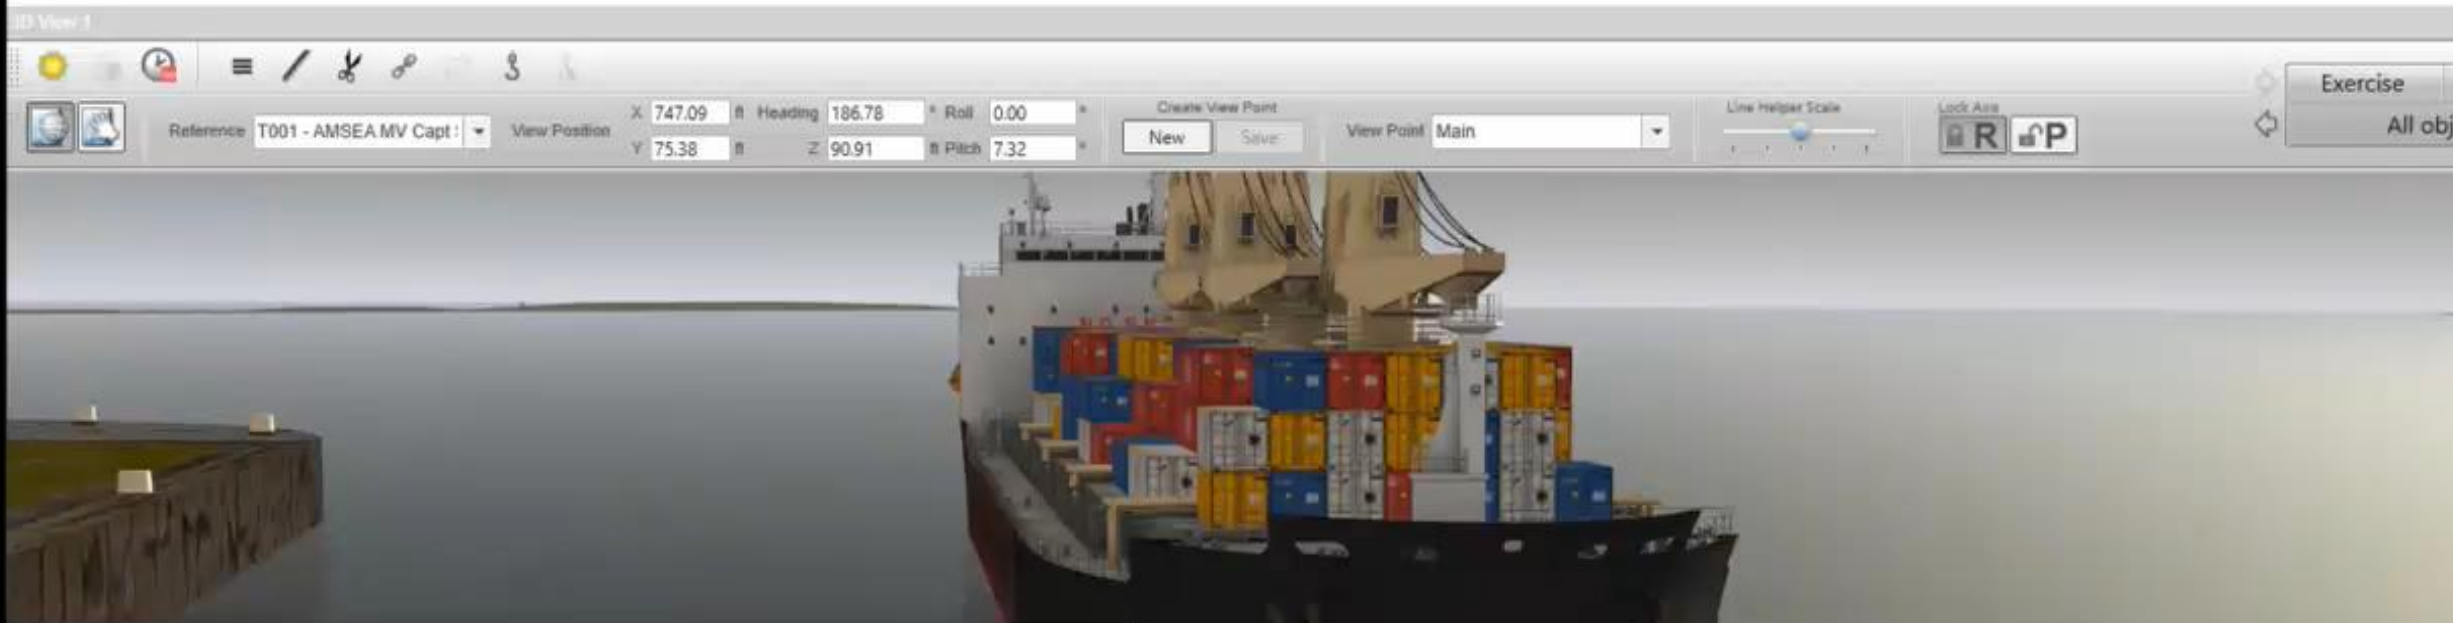 3D View 1
Exercise
X 747.09 ft Heading 186.78 ° Roll 0.00 °
Create View Point
Line Helper Scale
Lock Axis
Reference T001 - AMSEA MV Capt
View Position
New Save
View Point Main
R P
All obj
Y 75.38 ft Z 90.91 ft Pitch 7.32 °